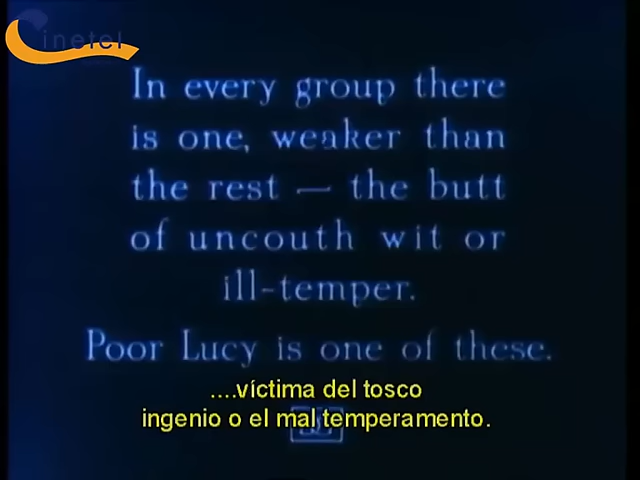 Cinetel
In every group there
is one, weaker than
the rest — the butt
of uncouth wit or
ill-temper.
Poor Lucy is one of these.
....víctima del tosco
ingenio o el mal temperamento.